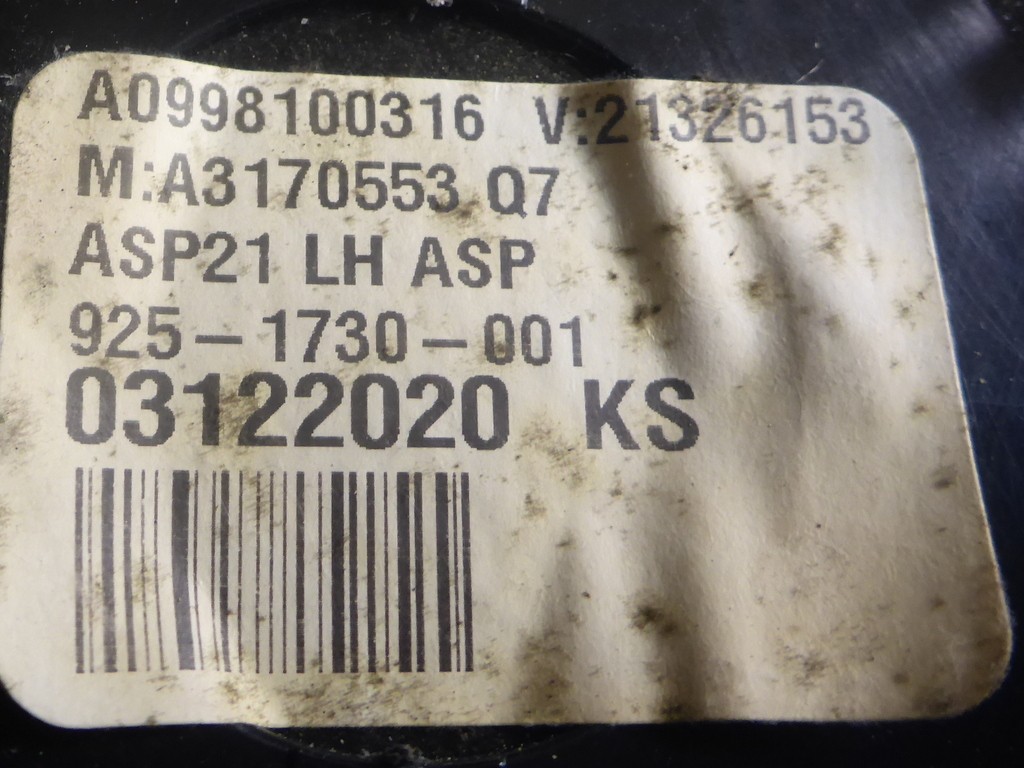 A0998100316 V:21326153
M:A3170553 Q7
ASP21 LH ASP
925-1730-001
03122020 KS